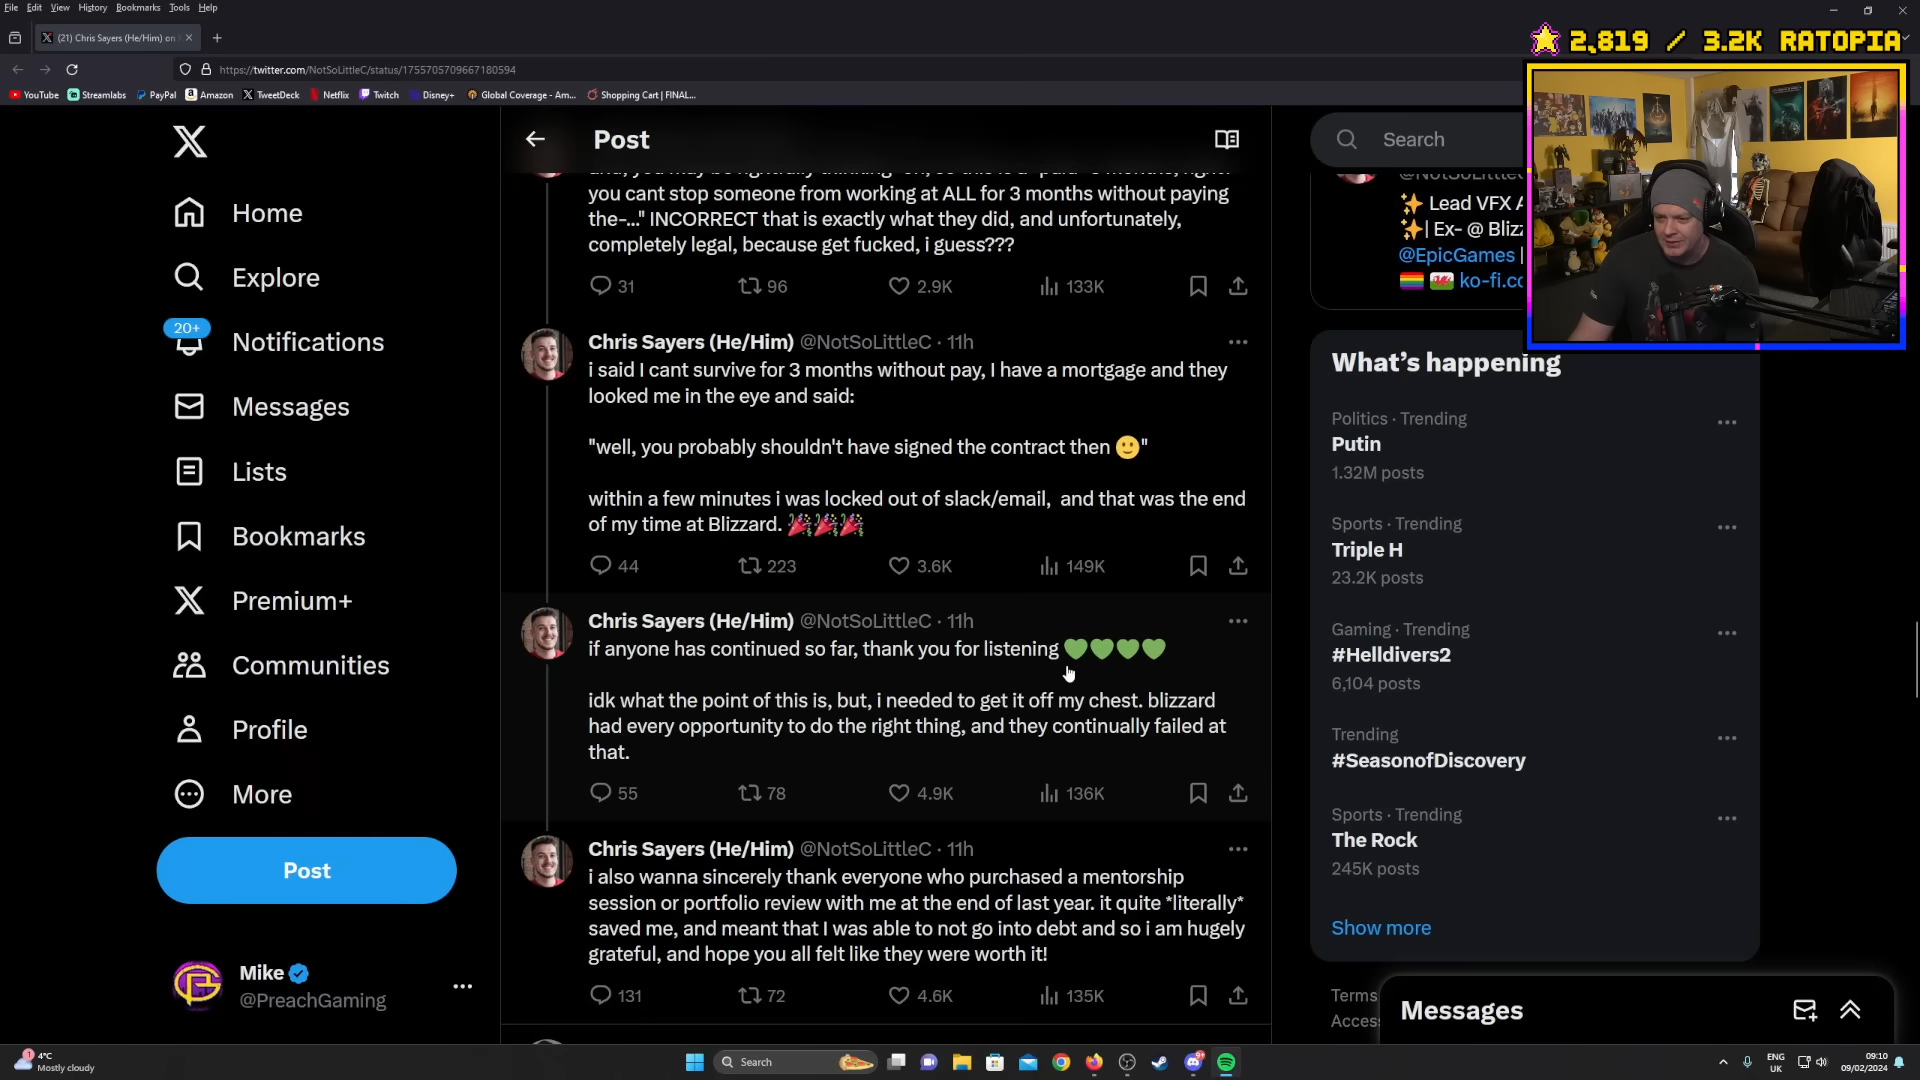 File Edit View History Bookmarks Tools Help
2,819 / 3.2K RATOPIA
(21) Chris Sayers (He/Him) on
https://twitter.com/NotSoLittleC/status/1755705709667180594
YouTube Streamlabs PayPal Amazon TweetDeck Netflix Twitch Disney+ Global Coverage - Am... Shopping Cart | FINAL...
Home
Explore
20+
Notifications
Messages
Lists
Bookmarks
Premium+
Communities
Profile
More
Post
Mike
@PreachGaming
Post
you cant stop someone from working at ALL for 3 months without paying
the-..." INCORRECT that is exactly what they did, and unfortunately,
completely legal, because get fucked, i guess???
31 96 2.9K 133K
Chris Sayers (He/Him) @NotSoLittleC · 11h
i said I cant survive for 3 months without pay, I have a mortgage and they
looked me in the eye and said:
"well, you probably shouldn't have signed the contract then 🙂"
within a few minutes i was locked out of slack/email, and that was the end
of my time at Blizzard. 🎉🎉🎉
44 223 3.6K 149K
Chris Sayers (He/Him) @NotSoLittleC · 11h
if anyone has continued so far, thank you for listening 💚💚💚💚
idk what the point of this is, but, i needed to get it off my chest. blizzard
had every opportunity to do the right thing, and they continually failed at
that.
55 78 4.9K 136K
Chris Sayers (He/Him) @NotSoLittleC · 11h
i also wanna sincerely thank everyone who purchased a mentorship
session or portfolio review with me at the end of last year. it quite *literally*
saved me, and meant that I was able to not go into debt and so i am hugely
grateful, and hope you all felt like they were worth it!
131 72 4.6K 135K
Search
@NotSoLittleC
✨ Lead VFX
✨| Ex- @ Bliz
@EpicGames |
🏳️‍🌈 🏴󠁧󠁢󠁷󠁬󠁳󠁿 ko-fi.co
What's happening
Politics · Trending
Putin
1.32M posts
Sports · Trending
Triple H
23.2K posts
Gaming · Trending
#Helldivers2
6,104 posts
Trending
#SeasonofDiscovery
Sports · Trending
The Rock
245K posts
Show more
Terms
Messages
1
4°C
Mostly cloudy
Search
ENG
UK
09:10
09/02/2024